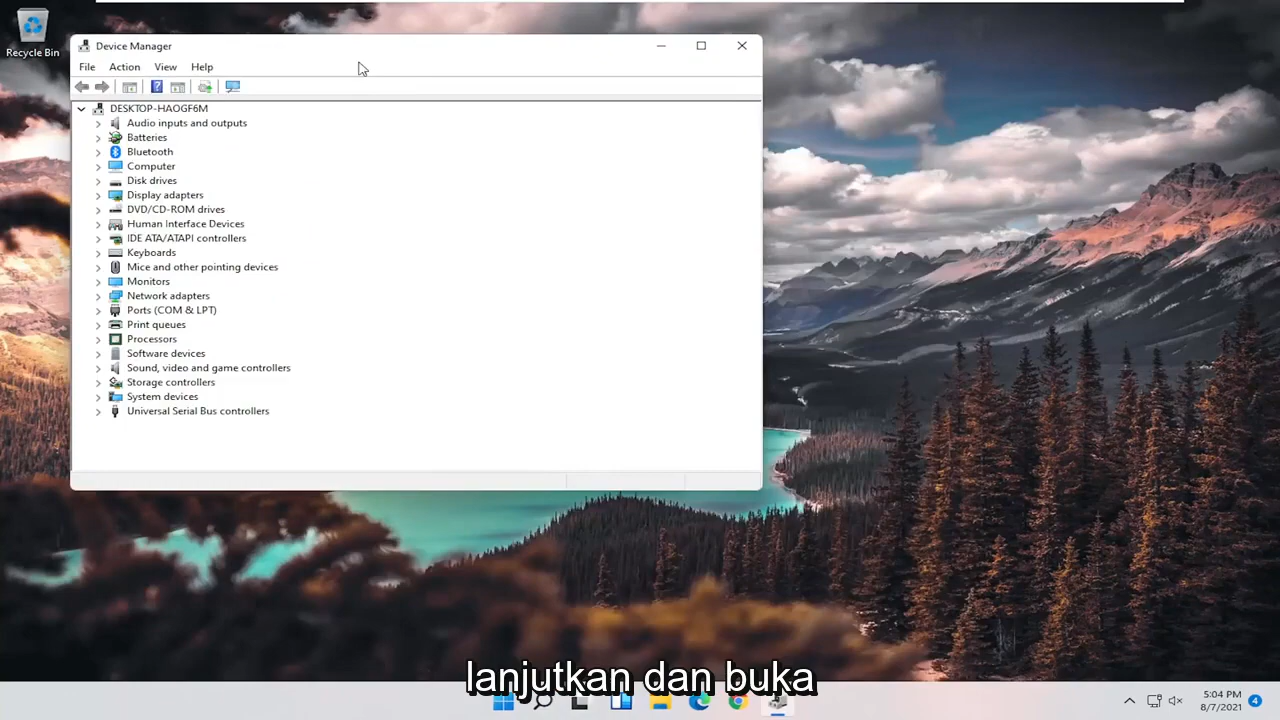 Recycle Bin
Device Manager
File Action View Help
DESKTOP-HAOGF6M
Audio inputs and outputs
Batteries
Bluetooth
Computer
Disk drives
Display adapters
DVD/CD-ROM drives
Human Interface Devices
IDE ATA/ATAPI controllers
Keyboards
Mice and other pointing devices
Monitors
Network adapters
Ports (COM & LPT)
Print queues
Processors
Software devices
Sound, video and game controllers
Storage controllers
System devices
Universal Serial Bus controllers
lanjutkan dan buka
5:04 PM
8/7/2021
4